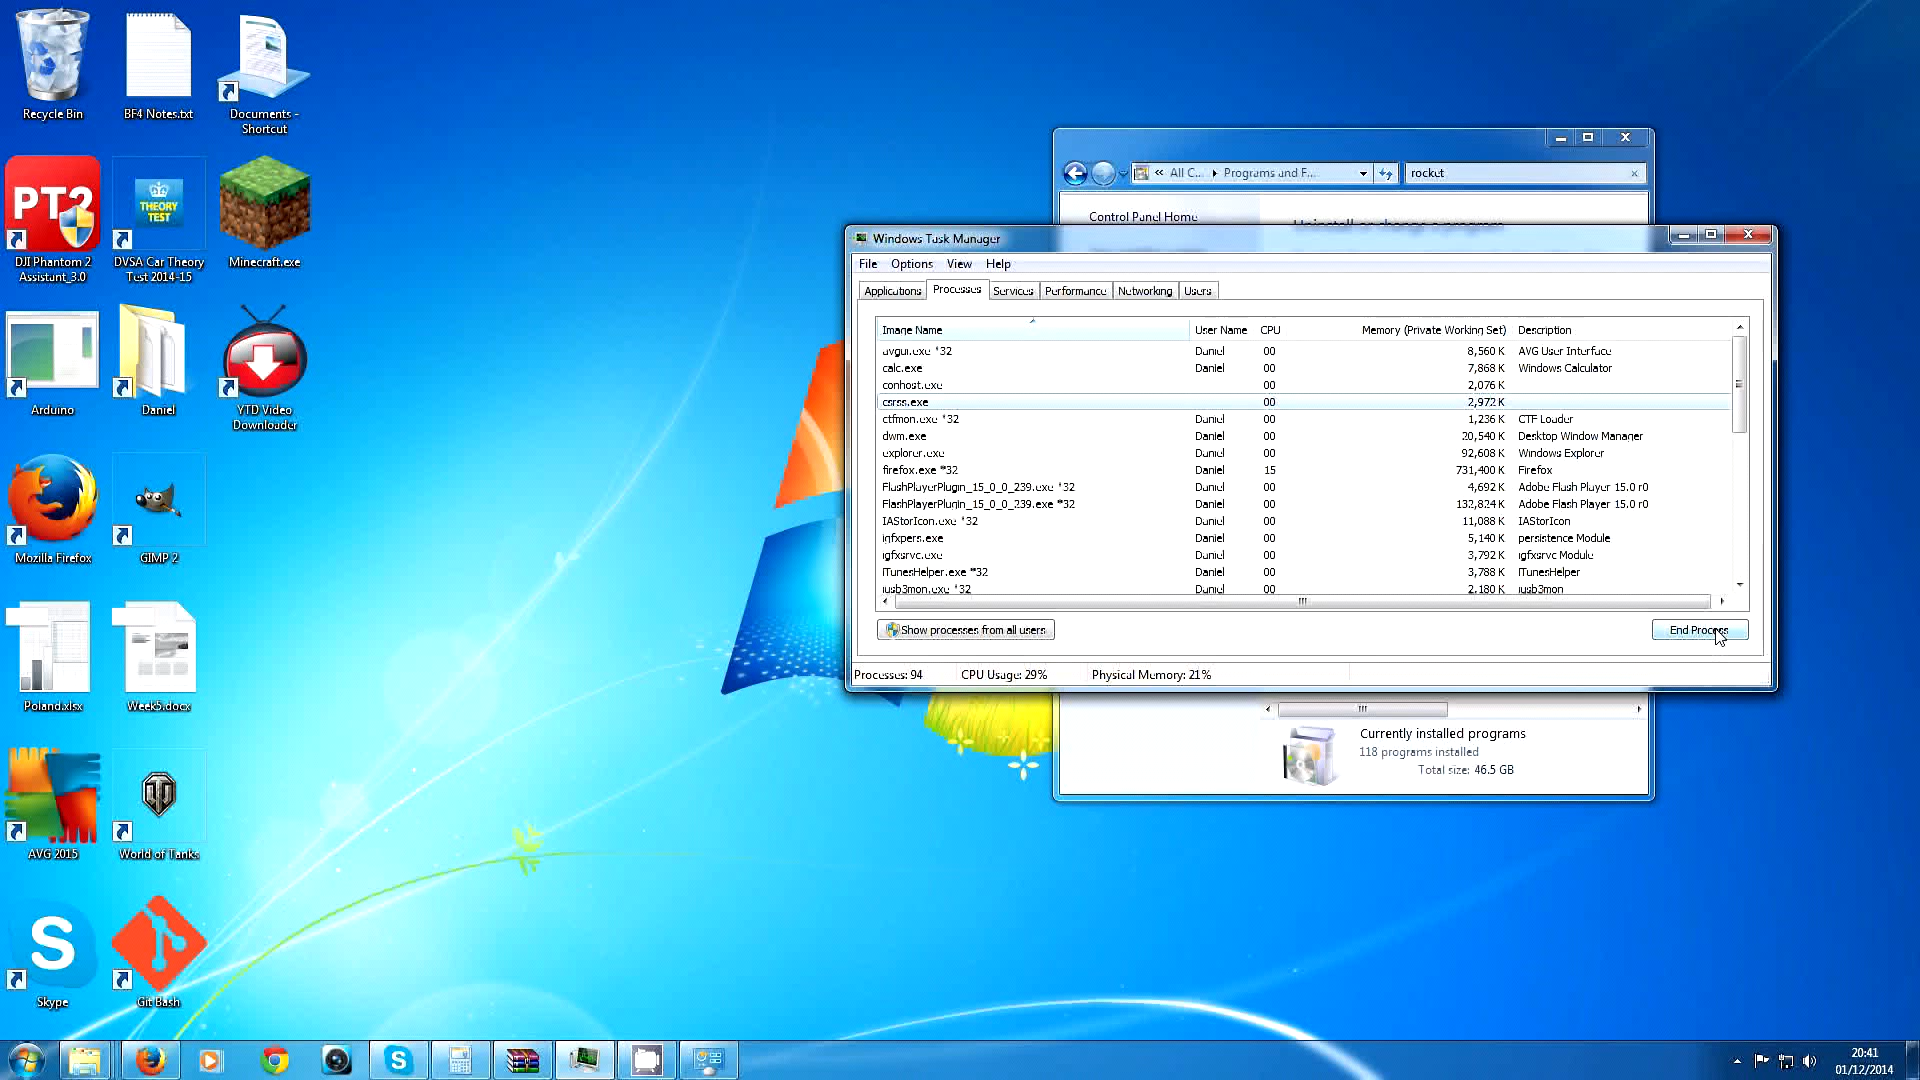 Recycle Bin
BF4 Notes.txt
Documents -
Shortcut
PT2
DJI Phantom 2
Assistant_3.0
THEORY
TEST
DVSA Car Theory
Test 2014-15
Minecraft.exe
Arduino
Daniel
YTD Video
Downloader
Mozilla Firefox
GIMP 2
Poland.xlsx
Week5.docx
AVG 2015
World of Tanks
Skype
Git Bash
« All C... Programs and F...
rocket
Control Panel Home
Uninstall or change a program
Windows Task Manager
File Options View Help
Applications Processes Services Performance Networking Users
Image Name User Name CPU Memory (Private Working Set) Description
avgui.exe *32 Daniel 00 8,560 K AVG User Interface
calc.exe Daniel 00 7,868 K Windows Calculator
conhost.exe 00 2,076 K
csrss.exe 00 2,972 K
ctfmon.exe *32 Daniel 00 1,236 K CTF Loader
dwm.exe Daniel 00 20,540 K Desktop Window Manager
explorer.exe Daniel 00 92,608 K Windows Explorer
firefox.exe *32 Daniel 15 731,400 K Firefox
FlashPlayerPlugin_15_0_0_239.exe *32 Daniel 00 4,692 K Adobe Flash Player 15.0 r0
FlashPlayerPlugin_15_0_0_239.exe *32 Daniel 00 132,824 K Adobe Flash Player 15.0 r0
IAStorIcon.exe *32 Daniel 00 11,088 K IAStorIcon
igfxpers.exe Daniel 00 5,140 K persistence Module
igfxsrvc.exe Daniel 00 3,792 K igfxsrvc Module
iTunesHelper.exe *32 Daniel 00 3,788 K iTunesHelper
iusb3mon.exe *32 Daniel 00 2,180 K iusb3mon
Show processes from all users
End Process
Processes: 94 CPU Usage: 29% Physical Memory: 21%
Currently installed programs
118 programs installed
Total size: 46.5 GB
20:41
01/12/2014